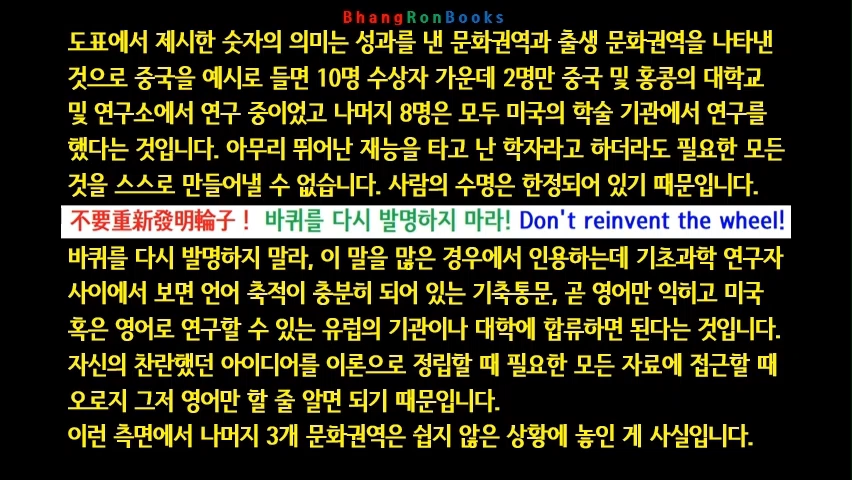 BhangRonBooks
도표에서 제시한 숫자의 의미는 성과를 낸 문화권역과 출생 문화권역을 나타낸
것으로 중국을 예시로 들면 10명 수상자 가운데 2명만 중국 및 홍콩의 대학교
및 연구소에서 연구 중이었고 나머지 8명은 모두 미국의 학술 기관에서 연구를
했다는 것입니다. 아무리 뛰어난 재능을 타고 난 학자라고 하더라도 필요한 모든
것을 스스로 만들어낼 수 없습니다. 사람의 수명은 한정되어 있기 때문입니다.
不要重新發明輪子！ 바퀴를 다시 발명하지 마라! Don't reinvent the wheel!
바퀴를 다시 발명하지 말라, 이 말을 많은 경우에서 인용하는데 기초과학 연구자
사이에서 보면 언어 축적이 충분히 되어 있는 기축통문, 곧 영어만 익히고 미국
혹은 영어로 연구할 수 있는 유럽의 기관이나 대학에 합류하면 된다는 것입니다.
자신의 찬란했던 아이디어를 이론으로 정립할 때 필요한 모든 자료에 접근할 때
오로지 그저 영어만 할 줄 알면 되기 때문입니다.
이런 측면에서 나머지 3개 문화권역은 쉽지 않은 상황에 놓인 게 사실입니다.